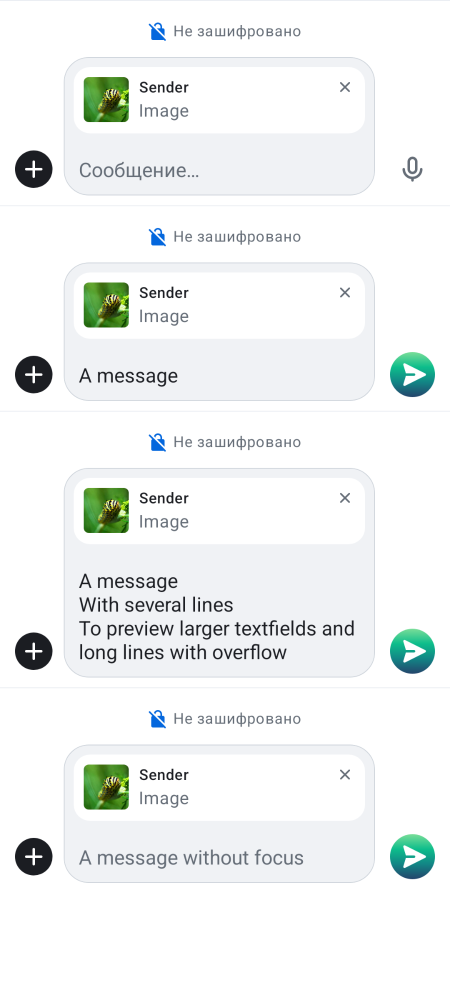 Не зашифровано
Sender
Image
Сообщение…
Не зашифровано
Sender
Image
A message
Не зашифровано
Sender
Image
A message
With several lines
To preview larger textfields and
long lines with overflow
Не зашифровано
Sender
Image
A message without focus